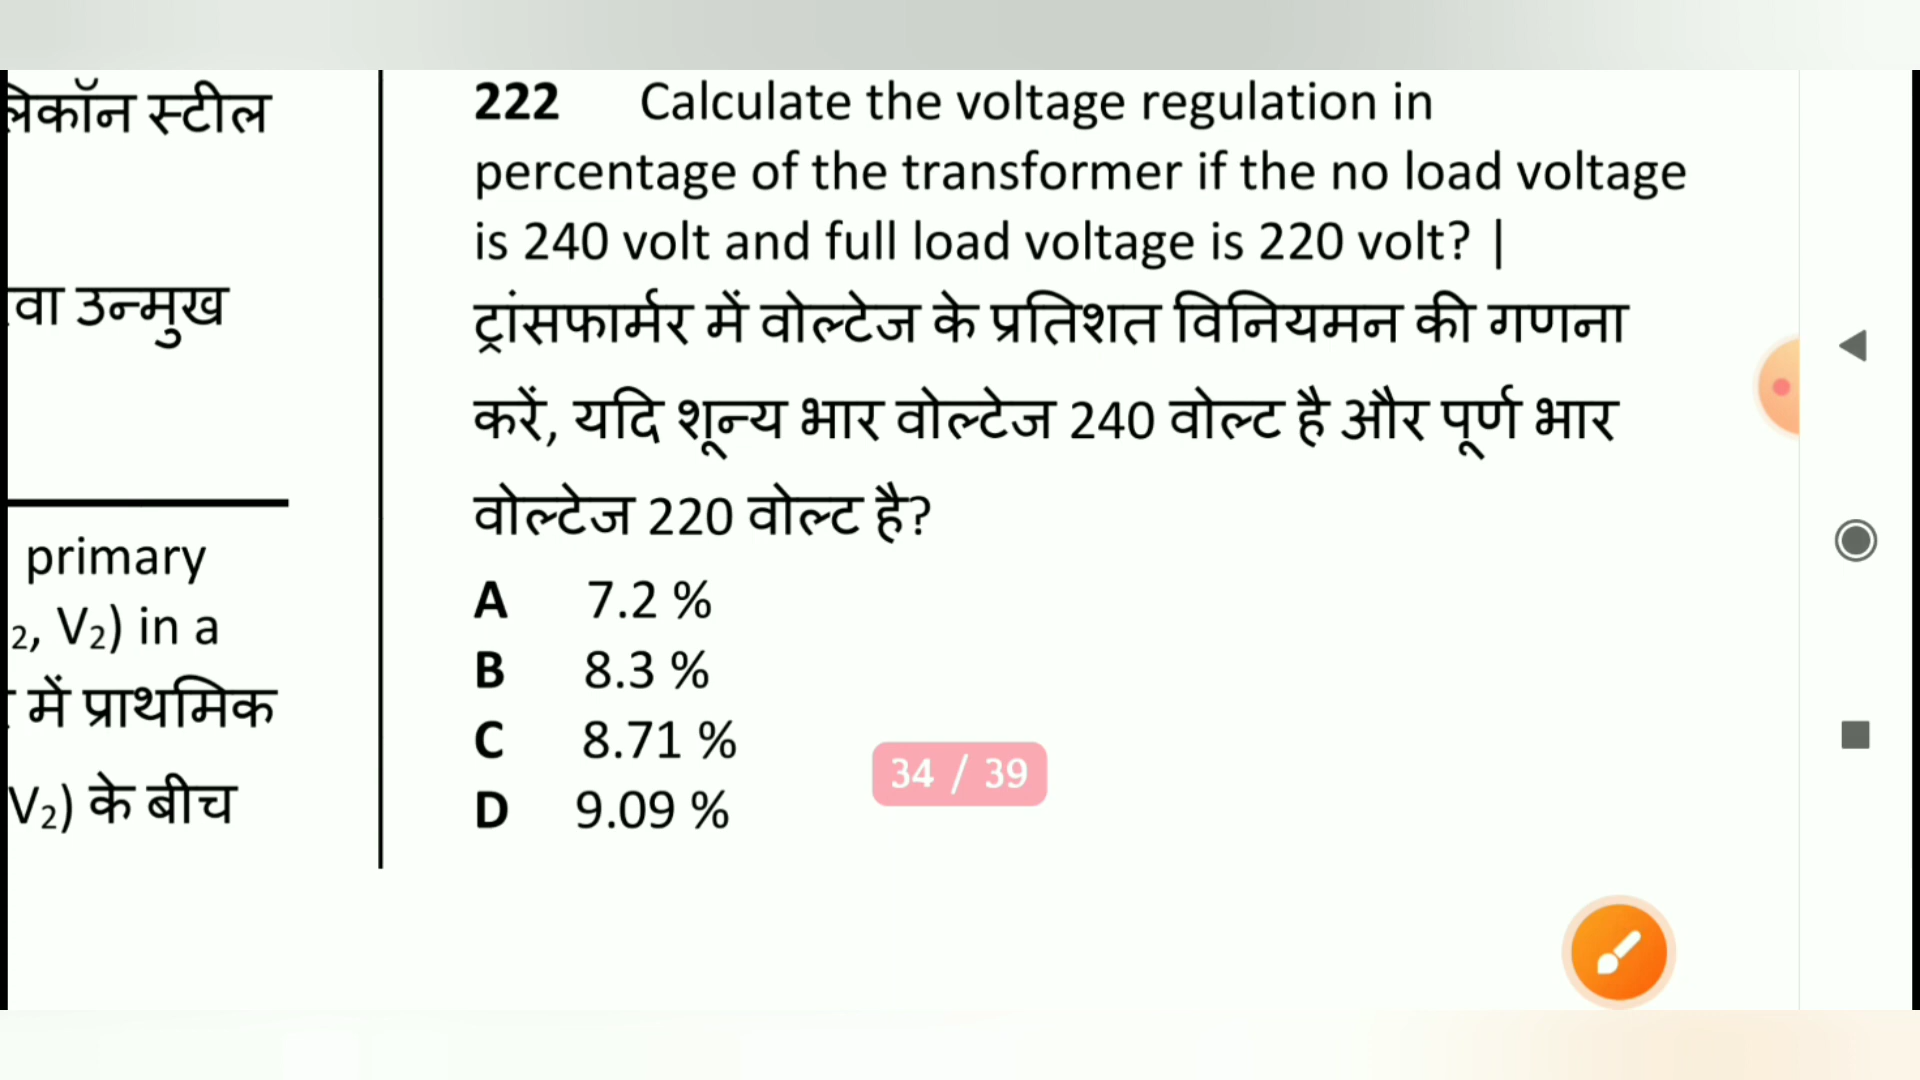 स्टील
उन्मुख
primary
2, V2) in a
में प्राथमिक
V2) के बीच
222 Calculate the voltage regulation in
percentage of the transformer if the no load voltage
is 240 volt and full load voltage is 220 volt? |
ट्रांसफार्मर में वोल्टेज के प्रतिशत विनियमन की गणना
करें, यदि शून्य भार वोल्टेज 240 वोल्ट है और पूर्ण भार
वोल्टेज 220 वोल्ट है?
A 7.2 %
B 8.3 %
C 8.71 %
D 9.09 %
34 / 39